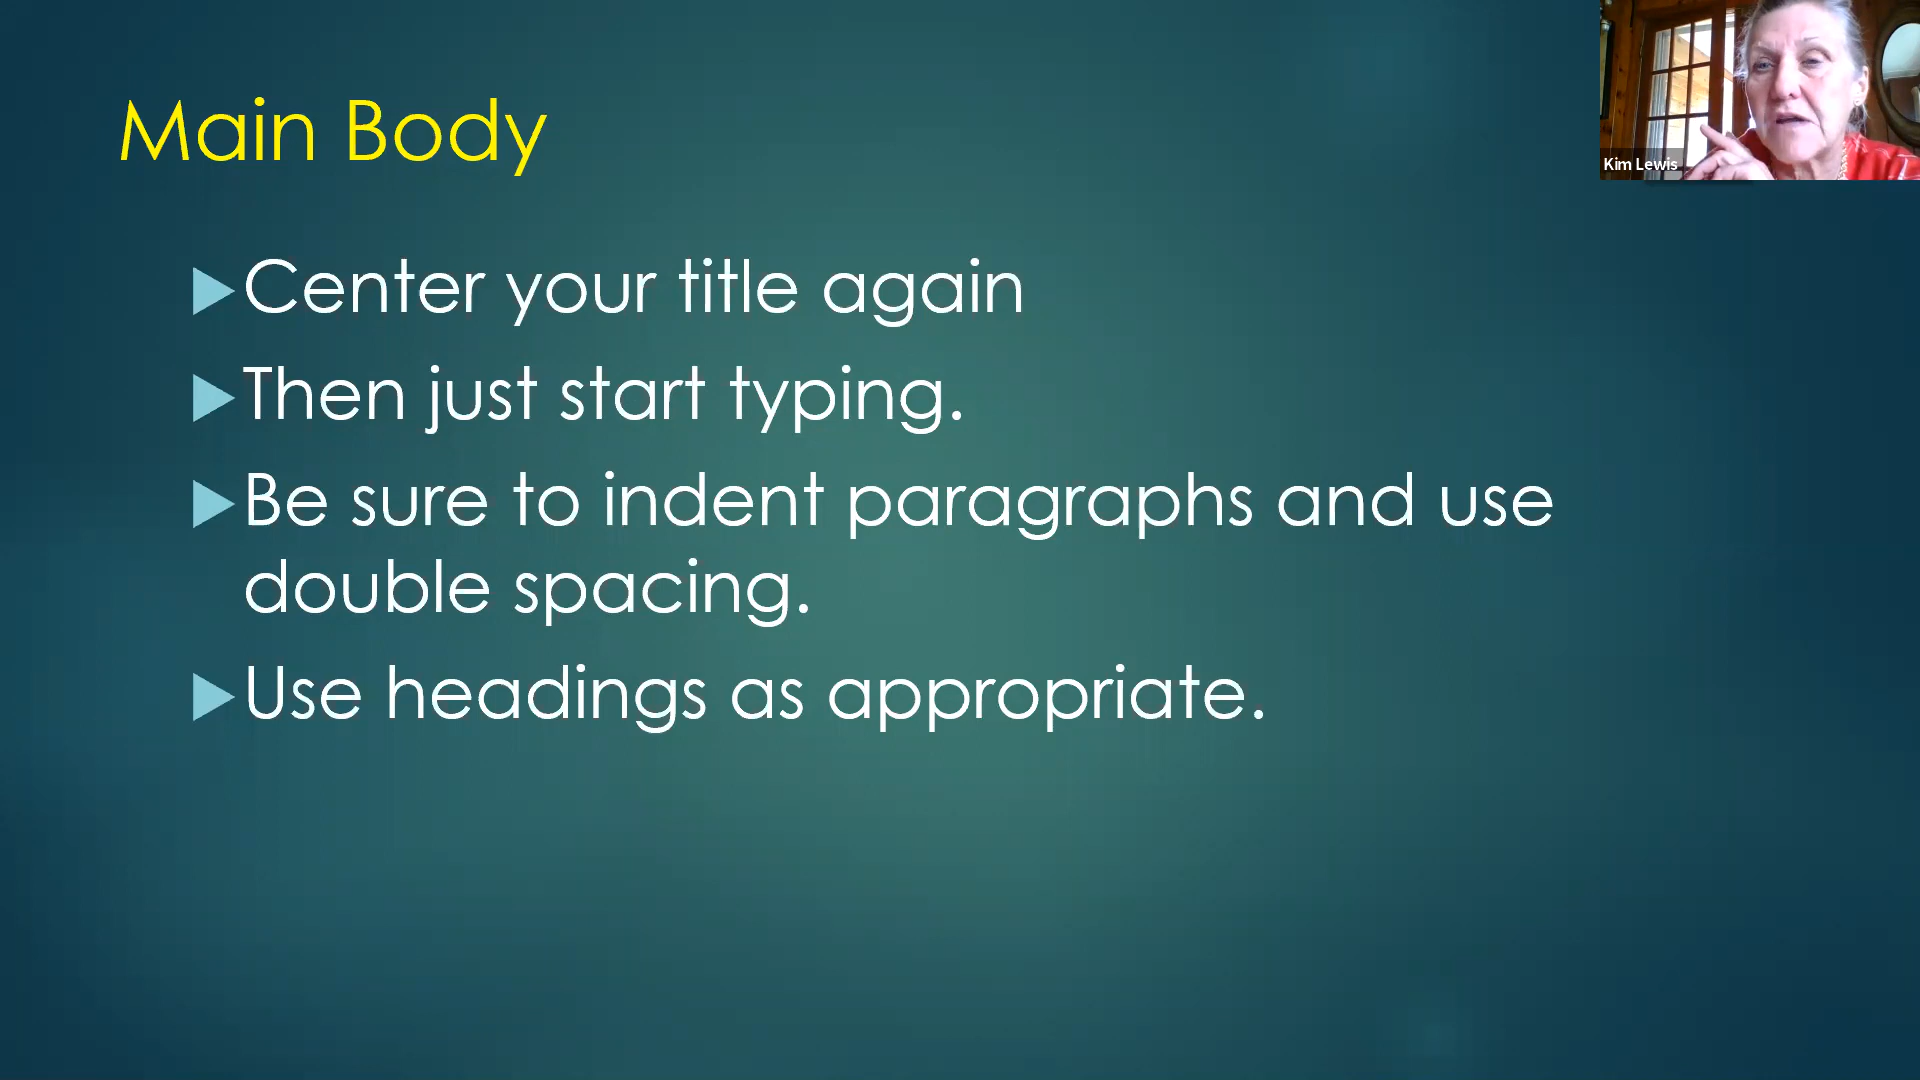 Main Body
Center your title again
Then just start typing.
Be sure to indent paragraphs and use
double spacing.
Use headings as appropriate.
Kim Lewis